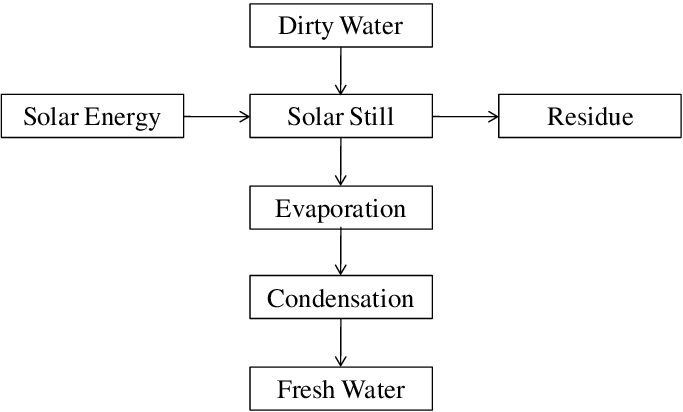 Dirty Water
Solar Energy
Solar Still
Residue
Evaporation
Condensation
Fresh Water